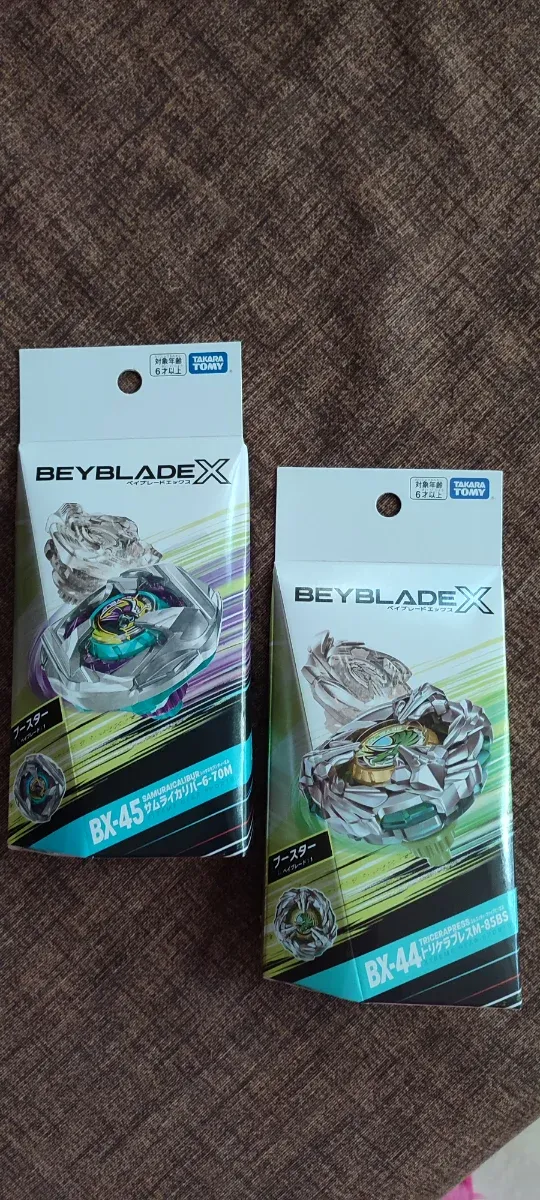 対象年齢
6才以上
TAKARA
TOMY
BEYBLADE X
ベイブレードエックス
ブースター
BX-45
SAMURAICALIBUR
サムライカリバー6-70M
対象年齢
6才以上
TAKARA
TOMY
BEYBLADE X
ベイブレードエックス
ブースター
BX-44
TRICERAPRESS
トリケラプレスM-85BS